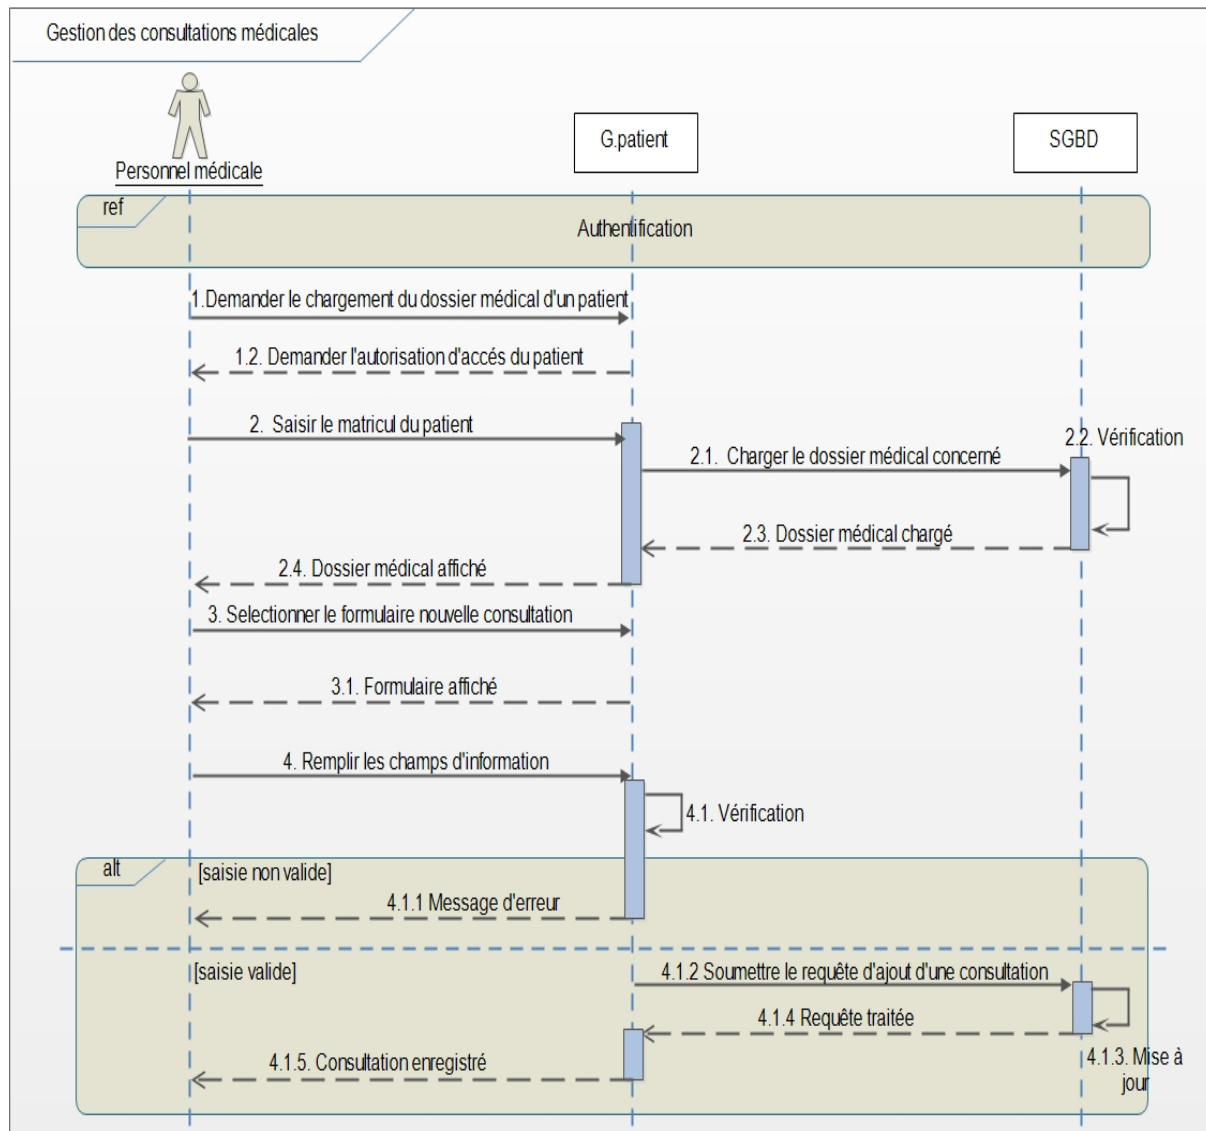 Gestion des consultations médicales
Personnel médicale
G.patient
SGBD
ref
Authentification
1.Demander le chargement du dossier médical d'un patient
1.2. Demander l'autorisation d'accés du patient
2. Saisir le matricul du patient
2.2. Vérification
2.1. Charger le dossier médical concerné
2.3. Dossier médical chargé
2.4. Dossier médical affiché
3. Selectionner le formulaire nouvelle consultation
3.1. Formulaire affiché
4. Remplir les champs d'information
4.1. Vérification
alt
[saisie non valide]
4.1.1 Message d'erreur
[saisie valide]
4.1.2 Soumettre le requête d'ajout d'une consultation
4.1.4 Requête traitée
4.1.5. Consultation enregistré
4.1.3. Mise à
jour